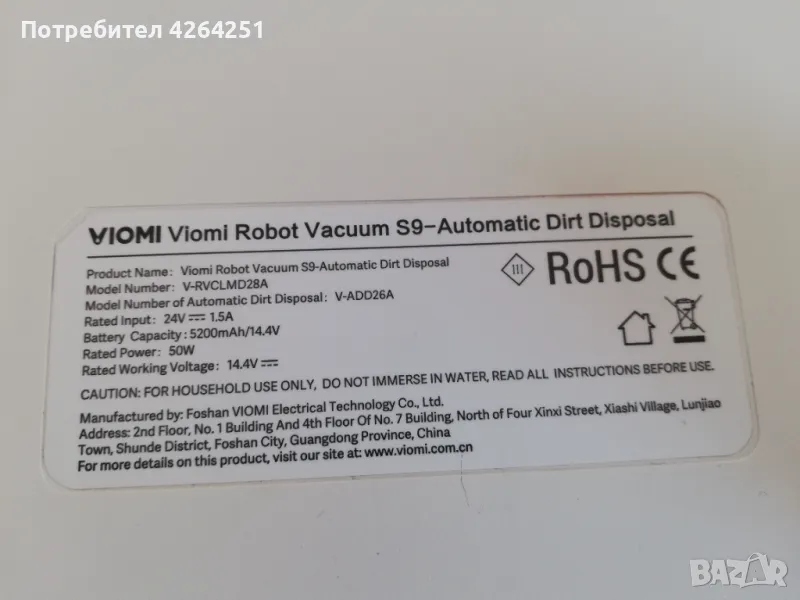 Потребител 4264251
VIOMI Viomi Robot Vacuum S9-Automatic Dirt Disposal
Product Name: Viomi Robot Vacuum S9-Automatic Dirt Disposal
Model Number: V-RVCLMD28A
Model Number of Automatic Dirt Disposal: V-ADD26A
Rated Input: 24V⎓1.5A
Battery Capacity: 5200mAh/14.4V
Rated Power: 50W
Rated Working Voltage: 14.4V⎓
III RoHS CE
CAUTION: FOR HOUSEHOLD USE ONLY, DO NOT IMMERSE IN WATER, READ ALL INSTRUCTIONS BEFORE USE.
Manufactured by: Foshan VIOMI Electrical Technology Co., Ltd.
Address: 2nd Floor, No. 1 Building And 4th Floor Of No. 7 Building, North of Four Xinxi Street, Xiashi Village, Lunjiao
Town, Shunde District, Foshan City, Guangdong Province, China
For more details on this product, visit our site at: www.viomi.com.cn
BAZAR